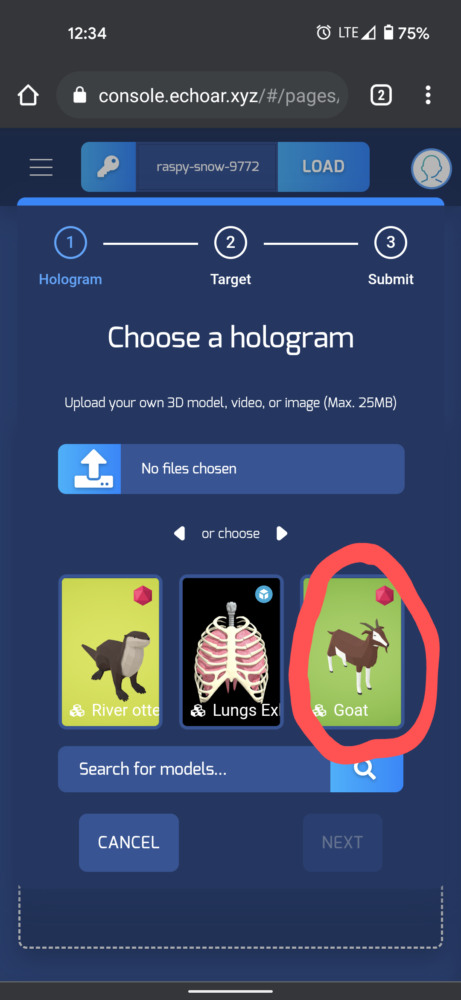 12:34 LTE 75%
console.echoar.xyz/#/pages/
2
raspy-snow-9772 LOAD
1 2 3
Hologram Target Submit
Choose a hologram
Upload your own 3D model, video, or image (Max. 25MB)
No files chosen
or choose
River otte Lungs Ex Goat
Search for models...
CANCEL NEXT